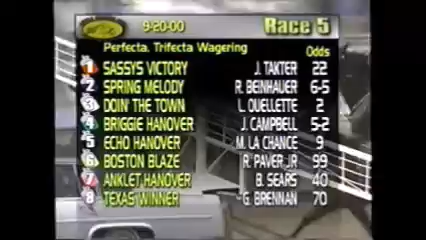 9-20-00 Race 5
Perfecta, Trifecta Wagering Odds
1 SASSYS VICTORY J. TAKTER 22
2 SPRING MELODY R. BEINHAUER 6-5
3 DOIN' THE TOWN L. OUELLETTE 2
4 BRIGGIE HANOVER J. CAMPBELL 5-2
5 ECHO HANOVER M. LA CHANCE 9
6 BOSTON BLAZE R. PAVER JR 99
7 ANKLET HANOVER B. SEARS 40
8 TEXAS WINNER G. BRENNAN 70